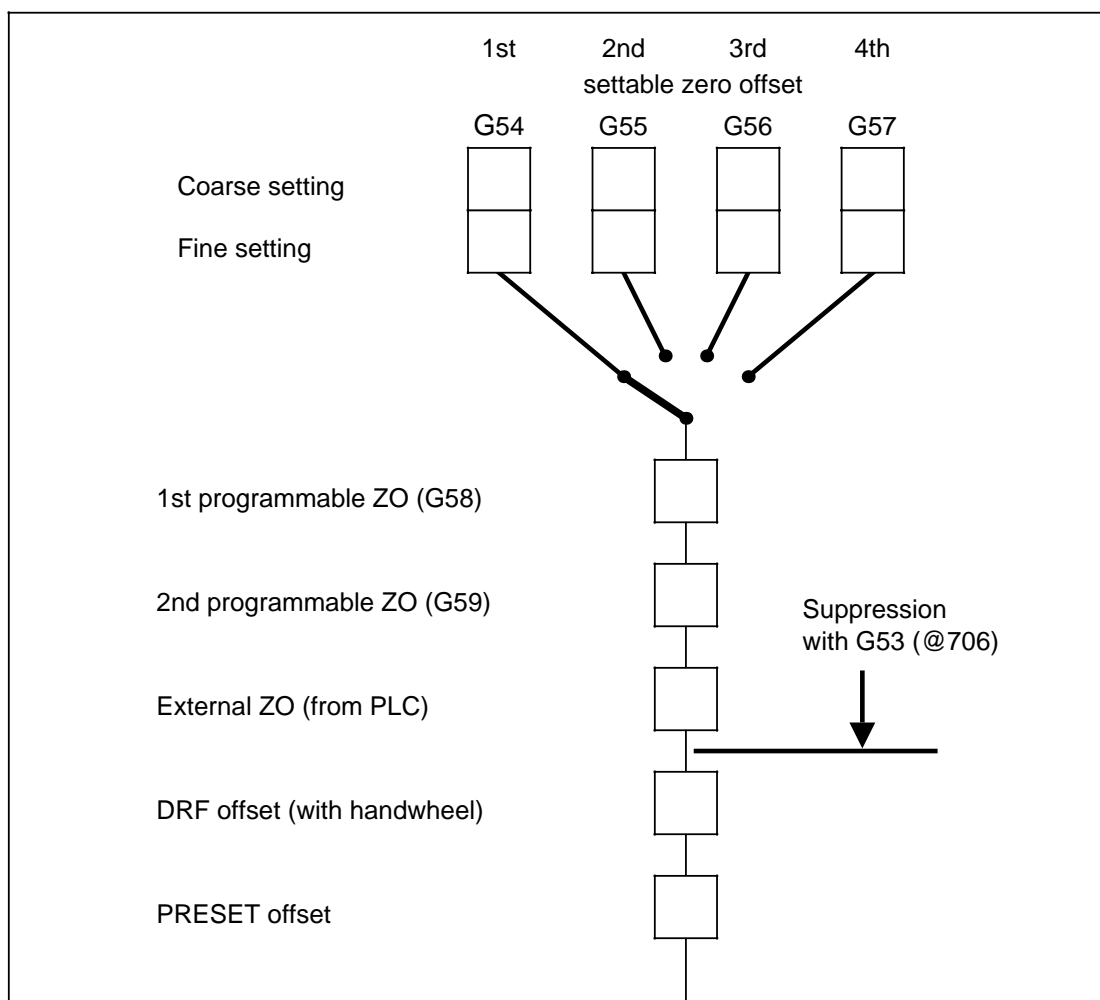 1st 2nd 3rd 4th
settable zero offset
G54 G55 G56 G57
Coarse setting
Fine setting
1st programmable ZO (G58)
2nd programmable ZO (G59)
Suppression
with G53 (@706)
External ZO (from PLC)
DRF offset (with handwheel)
PRESET offset